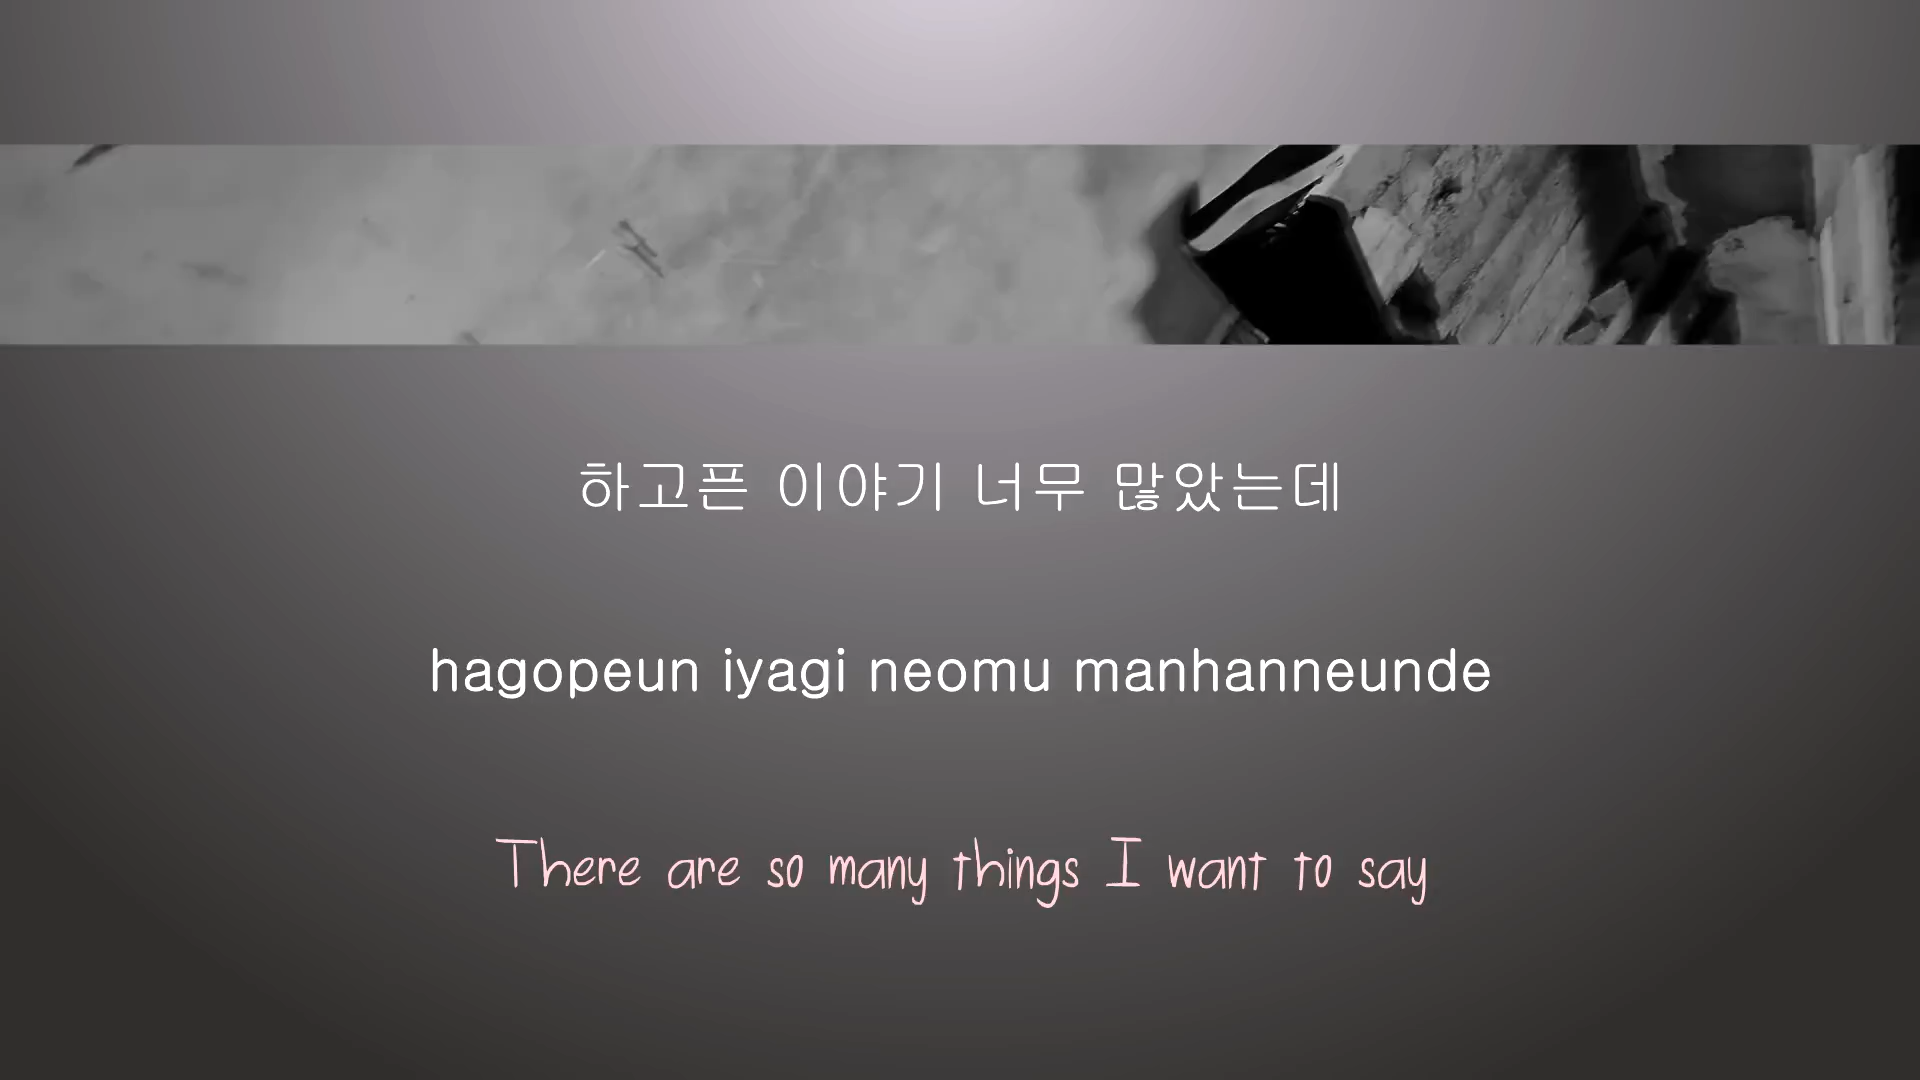 하고픈 이야기 너무 많았는데
hagopeun iyagi neomu manhanneunde
There are so many things I want to say